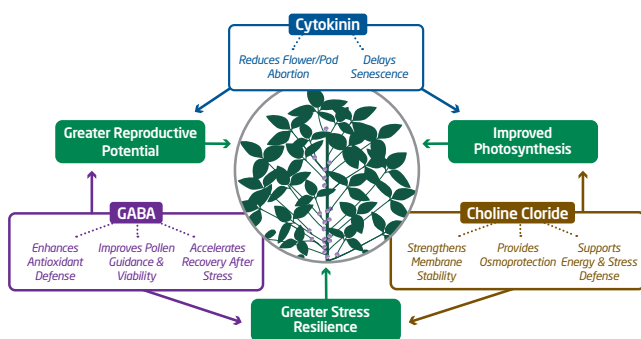 Cytokinin
Reduces Flower/Pod
Abortion
Delays
Senescence
Greater Reproductive
Potential
Improved
Photosynthesis
GABA
Enhances
Antioxidant
Defense
Improves Pollen
Guidance &
Viability
Accelerates
Recovery After
Stress
Choline Cloride
Strengthens
Membrane
Stability
Provides
Osmoprotection
Supports
Energy & Stress
Defense
Greater Stress
Resilience